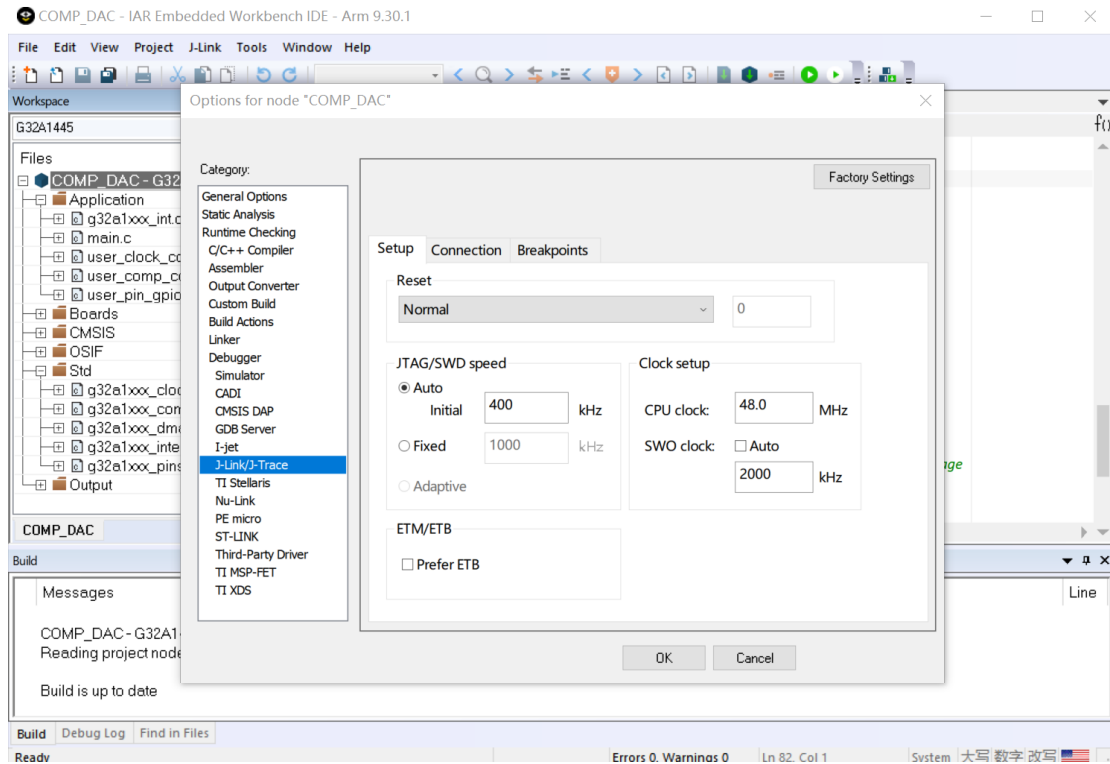 COMP_DAC - IAR Embedded Workbench IDE - Arm 9.30.1
File Edit View Project J-Link Tools Window Help
Workspace
G32A1445
Files
COMP_DAC - G32
Application
g32a1xxx_int.c
main.c
user_clock_co
user_comp_co
user_pin_gpio
Boards
CMSIS
OSIF
Std
g32a1xxx_cloc
g32a1xxx_com
g32a1xxx_dma
g32a1xxx_inte
g32a1xxx_pins
Output
COMP_DAC
Options for node "COMP_DAC"
Category:
General Options
Static Analysis
Runtime Checking
C/C++ Compiler
Assembler
Output Converter
Custom Build
Build Actions
Linker
Debugger
Simulator
CADI
CMSIS DAP
GDB Server
I-jet
J-Link/J-Trace
TI Stellaris
Nu-Link
PE micro
ST-LINK
Third-Party Driver
TI MSP-FET
TI XDS
Factory Settings
Setup Connection Breakpoints
Reset
Normal 0
JTAG/SWD speed
Auto
Initial 400 kHz
Fixed 1000 kHz
Adaptive
Clock setup
CPU clock: 48.0 MHz
SWO clock: Auto
2000 kHz
ETM/ETB
Prefer ETB
OK Cancel
f()
age
Build
Messages Line
COMP_DAC - G32A1
Reading project node
Build is up to date
Build Debug Log Find in Files
Ready Errors 0, Warnings 0 Ln 82, Col 1 System 大写 数字 改写